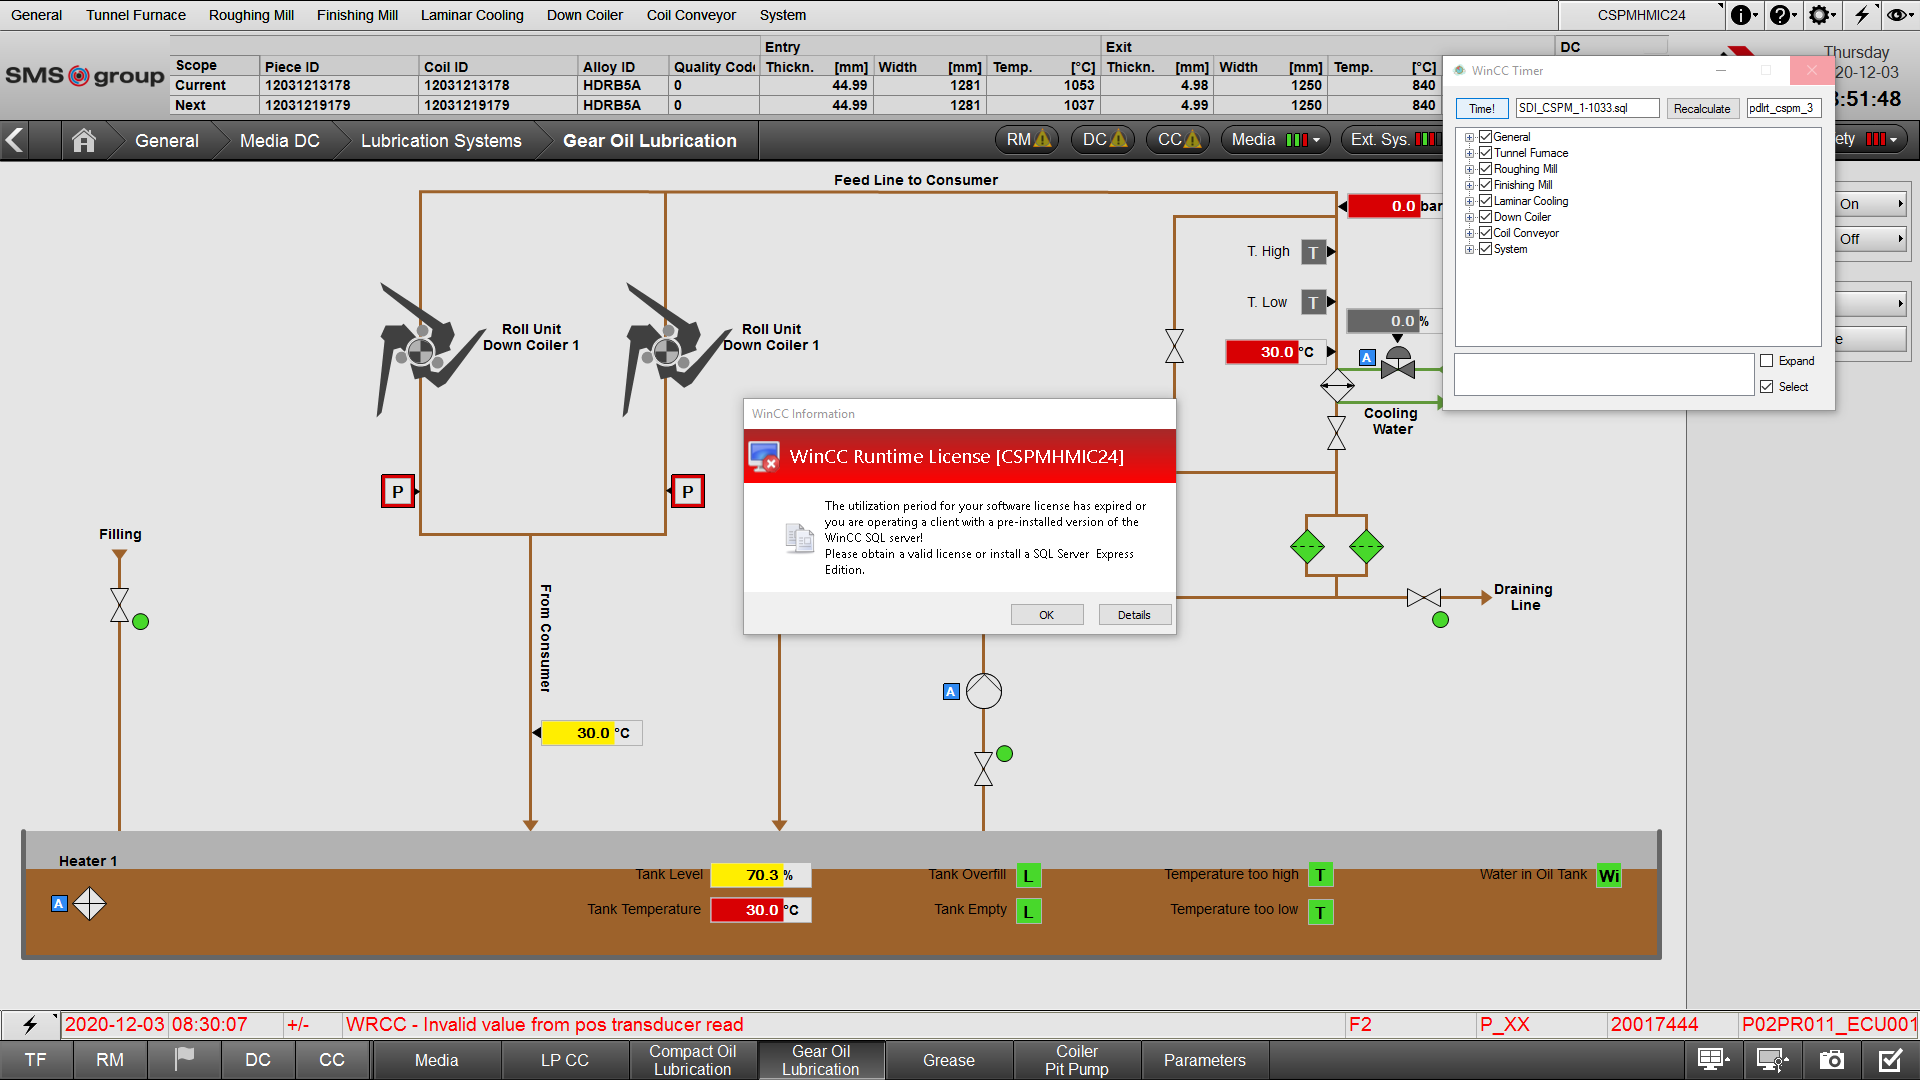 General Tunnel Furnace Roughing Mill Finishing Mill Laminar Cooling Down Coiler Coil Conveyor System CSPMHMIC24
SMS group
Entry Exit DC
Scope Piece ID Coil ID Alloy ID Quality Code Thickn. [mm] Width [mm] Temp. [°C] Thickn. [mm] Width [mm] Temp. [°C]
Current 12031213178 12031213178 HDRB5A 0 44.99 1281 1053 4.98 1250 840
Next 12031219179 12031219179 HDRB5A 0 44.99 1281 1037 4.99 1250 840
Thursday
20-12-03
3:51:48
General Media DC Lubrication Systems Gear Oil Lubrication RM DC CC Media Ext. Sys. ety
WinCC Timer
Time! SDI_CSPM_1-1033.sql Recalculate pdlrt_cspm_3
General
Tunnel Furnace
Roughing Mill
Finishing Mill
Laminar Cooling
Down Coiler
Coil Conveyor
System
Expand
Select
On
Off
e
Feed Line to Consumer
0.0 bar
T. High T
T. Low T
0.0 %
30.0 °C
A
Cooling
Water
Roll Unit
Down Coiler 1
Roll Unit
Down Coiler 1
P
P
WinCC Information
WinCC Runtime License [CSPMHMIC24]
The utilization period for your software license has expired or
you are operating a client with a pre-installed version of the
WinCC SQL server!
Please obtain a valid license or install a SQL Server Express
Edition.
OK Details
Filling
From Consumer
Draining
Line
A
30.0 °C
Heater 1
A
Tank Level 70.3 %
Tank Temperature 30.0 °C
Tank Overfill L
Tank Empty L
Temperature too high T
Temperature too low T
Water in Oil Tank Wi
2020-12-03 08:30:07 +/- WRCC - Invalid value from pos transducer read F2 P_XX 20017444 P02PR011_ECU001
TF RM DC CC Media LP CC Compact Oil Lubrication Gear Oil Lubrication Grease Coiler Pit Pump Parameters